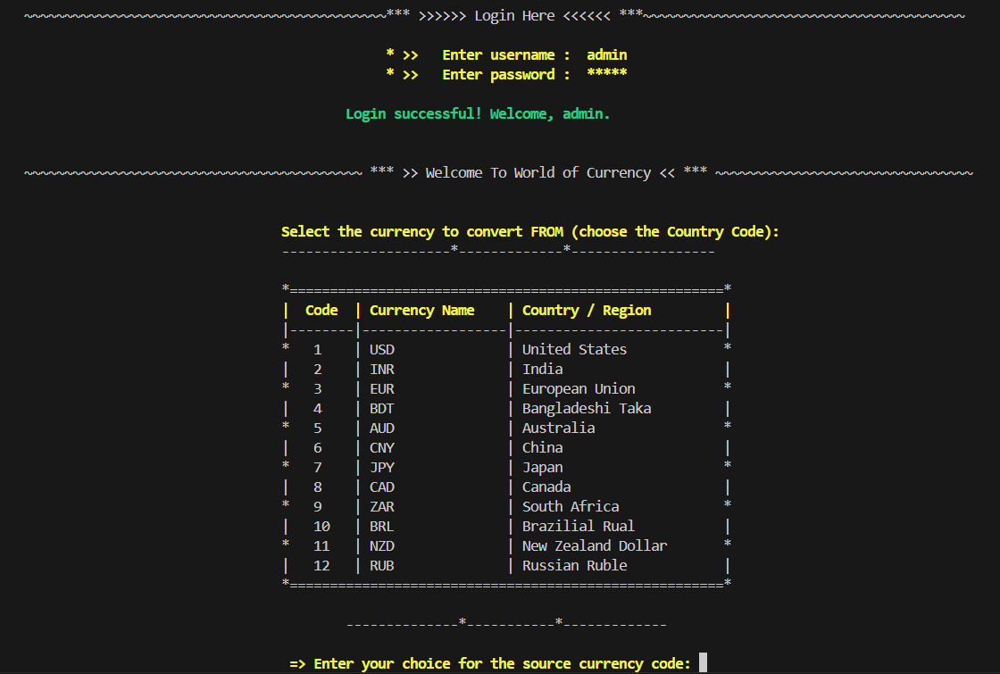 ~~~~~~~~~~~~~~~~~~~~~~~~~~~~~~~~~~~~~~~~~~~~~*** >>>>>> Login Here <<<<<< ***~~~~~~~~~~~~~~~~~~~~~~~~~~~~~~~~~~~~~~~~
* >>   Enter username :  admin
* >>   Enter password :  *****
Login successful! Welcome, admin.
~~~~~~~~~~~~~~~~~~~~~~~~~~~~~~~~~~~~~~~~~~ *** >> Welcome To World of Currency << *** ~~~~~~~~~~~~~~~~~~~~~~~~~~~~~~~~
Select the currency to convert FROM (choose the Country Code):
---------------------*-------------*------------------
*======================================================*
|  Code  | Currency Name    | Country / Region         |
|--------|------------------|--------------------------|
*   1    | USD              | United States            *
|   2    | INR              | India                    |
*   3    | EUR              | European Union           *
|   4    | BDT              | Bangladeshi Taka         |
*   5    | AUD              | Australia                *
|   6    | CNY              | China                    |
*   7    | JPY              | Japan                    *
|   8    | CAD              | Canada                   |
*   9    | ZAR              | South Africa             *
|   10   | BRL              | Brazilial Rual           |
*   11   | NZD              | New Zealand Dollar       *
|   12   | RUB              | Russian Ruble            |
*======================================================*
--------------*-----------*-------------
=> Enter your choice for the source currency code: